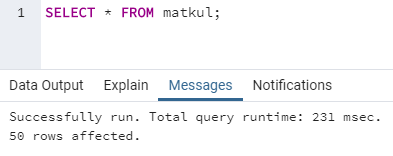 1 SELECT * FROM matkul;
Data Output Explain Messages Notifications
Successfully run. Total query runtime: 231 msec.
50 rows affected.